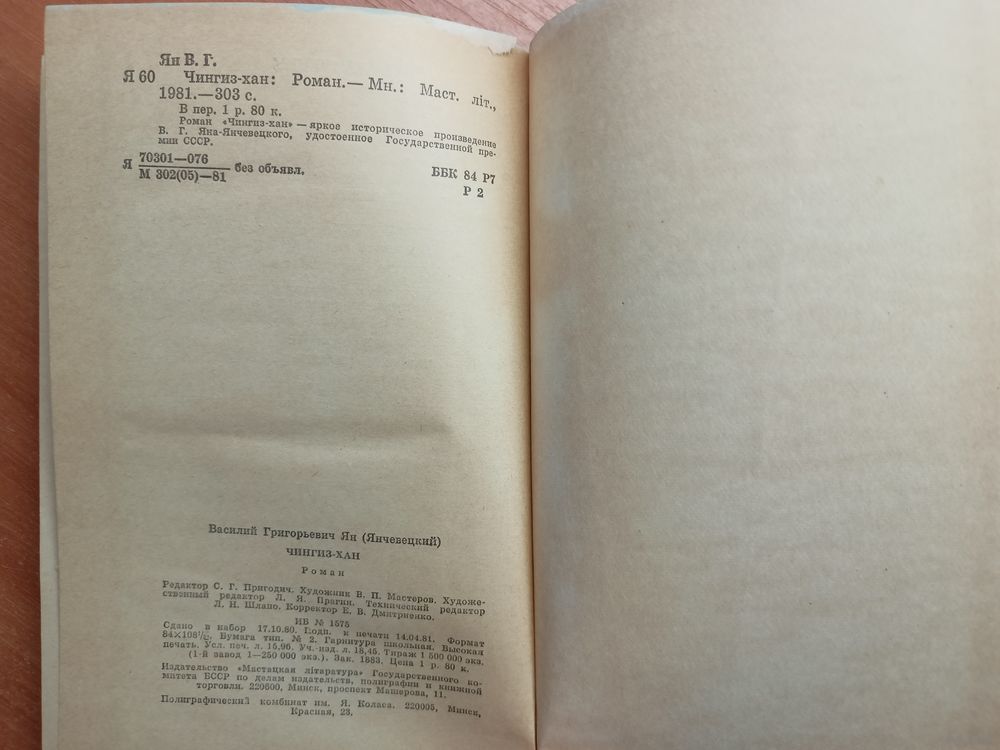 Ян В. Г.
Я 60 Чингиз-хан: Роман.— Мн.: Маст. літ.,
1981.—303 с.
В пер. 1 р. 80 к.
Роман «Чингиз-хан» — яркое историческое произведение
В. Г. Яна-Янчевецкого, удостоенное Государственной пре-
мии СССР.
Я 70301—076 без объявл.
М 302(05)—81
ББК 84 Р7
Р 2
Василий Григорьевич Ян (Янчевецкий)
ЧИНГИЗ-ХАН
Роман
Редактор С. Г. Пригодич. Художник В. П. Мастеров. Художе-
ственный редактор Л. Я. Прагин. Технический редактор
Л. Н. Шлапо. Корректор Е. В. Дмитриенко.
ИБ № 1575
Сдано в набор 17.10.80. Подп. к печати 14.04.81. Формат
84×108¹/₃₂. Бумага тип. № 2. Гарнитура школьная. Высокая
печать. Усл. печ. л. 15,96. Уч.-изд. л. 18,46. Тираж 1 500 000 экз.
(1-й завод 1—250 000 экз.). Зак. 1883. Цена 1 р. 80 к.
Издательство «Мастацкая літаратура» Государственного ко-
митета БССР по делам издательств, полиграфии и книжной
торговли. 220600, Минск, проспект Машерова, 11.
Полиграфический комбинат им. Я. Коласа. 220005, Минск,
Красная, 23.